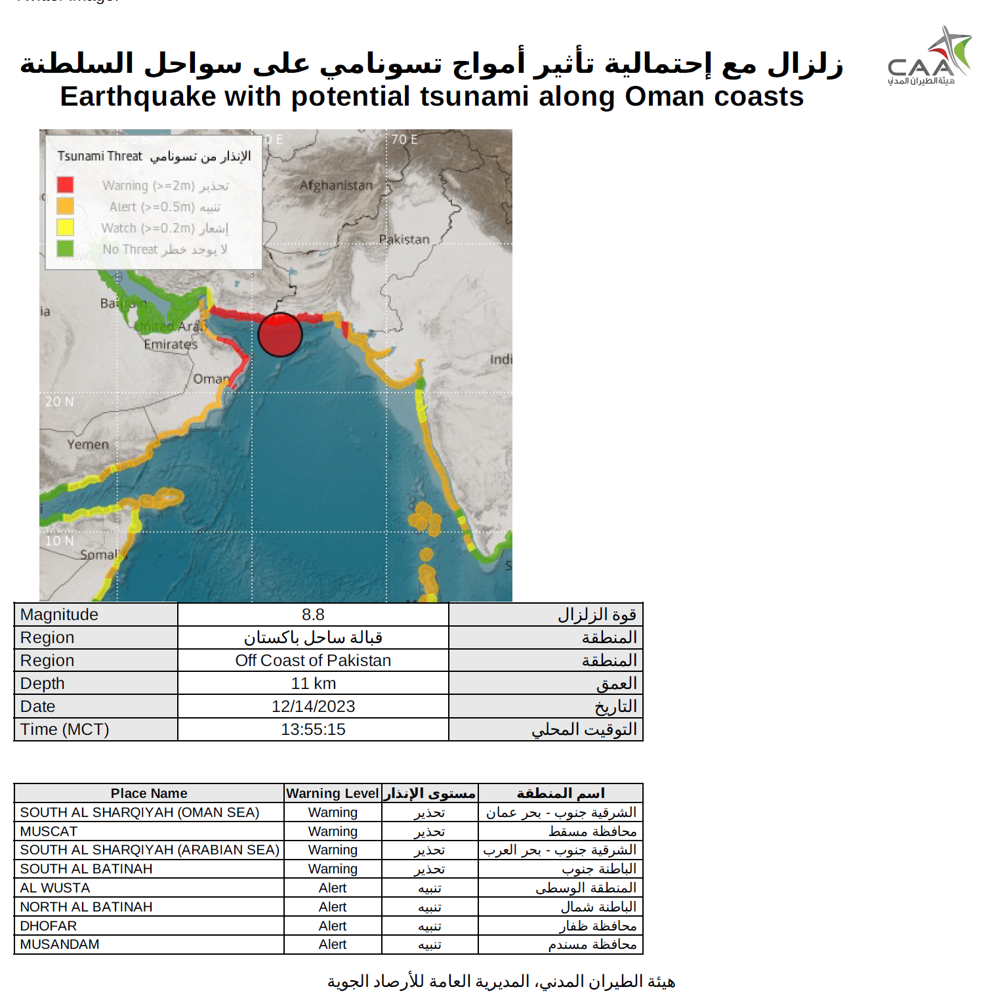 Twitter Image:
زلزال مع إحتمالية تأثير أمواج تسونامي على سواحل السلطنة
Earthquake with potential tsunami along Oman coasts
CAA
هيئة الطيران المدني
50 E
70 E
Tsunami Threat الإنذار من تسونامي
Warning (>=2m) تحذير
Alert (>=0.5m) تنبيه
Watch (>=0.2m) إشعار
No Threat لا يوجد خطر
Afghanistan
Pakistan
Bahrain
United Arab
Emirates
Oman
20 N
Yemen
10 N
Magnitude 8.8 قوة الزلزال
Region قبالة ساحل باكستان المنطقة
Region Off Coast of Pakistan المنطقة
Depth 11 km العمق
Date 12/14/2023 التاريخ
Time (MCT) 13:55:15 التوقيت المحلي
Place Name Warning Level مستوى الإنذار اسم المنطقة
SOUTH AL SHARQIYAH (OMAN SEA) Warning تحذير الشرقية جنوب - بحر عمان
MUSCAT Warning تحذير محافظة مسقط
SOUTH AL SHARQIYAH (ARABIAN SEA) Warning تحذير الشرقية جنوب - بحر العرب
SOUTH AL BATINAH Warning تحذير الباطنة جنوب
AL WUSTA Alert تنبيه المنطقة الوسطى
NORTH AL BATINAH Alert تنبيه الباطنة شمال
DHOFAR Alert تنبيه محافظة ظفار
MUSANDAM Alert تنبيه محافظة مسندم
هيئة الطيران المدني، المديرية العامة للأرصاد الجوية